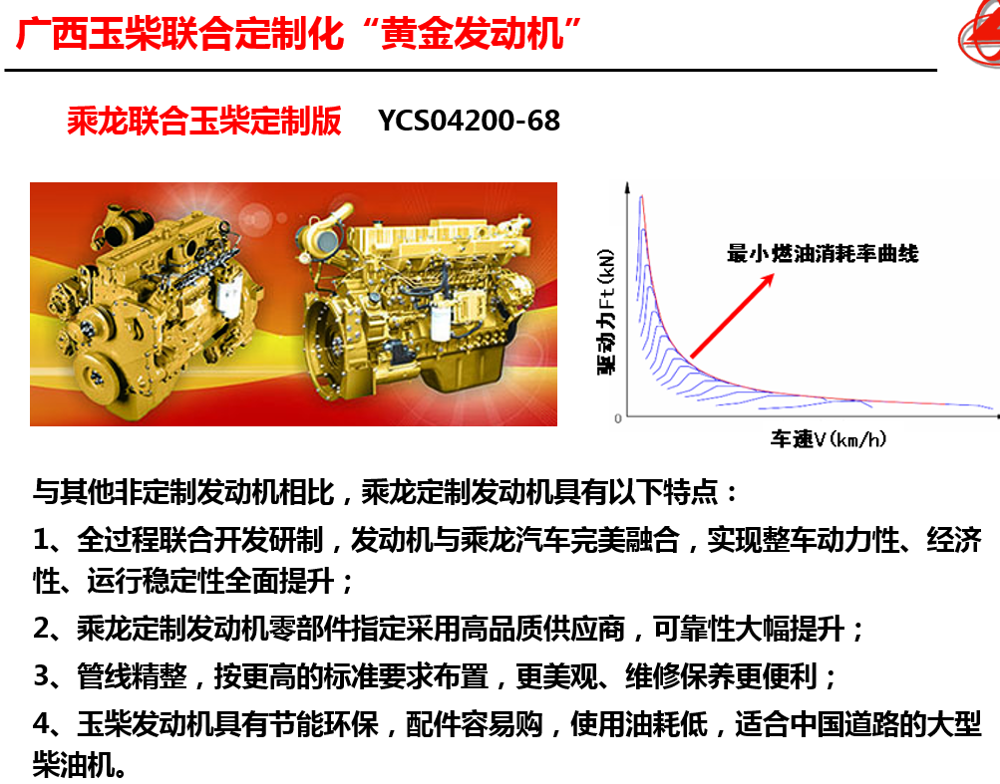 广西玉柴联合定制化“黄金发动机”
乘龙联合玉柴定制版 YCS04200-68
最小燃油消耗率曲线
驱动力Ft(kN)
0
车速V(km/h)
与其他非定制发动机相比，乘龙定制发动机具有以下特点：
1、全过程联合开发研制，发动机与乘龙汽车完美融合，实现整车动力性、经济
性、运行稳定性全面提升；
2、乘龙定制发动机零部件指定采用高品质供应商，可靠性大幅提升；
3、管线精整，按更高的标准要求布置，更美观、维修保养更便利；
4、玉柴发动机具有节能环保，配件容易购，使用油耗低，适合中国道路的大型
柴油机。